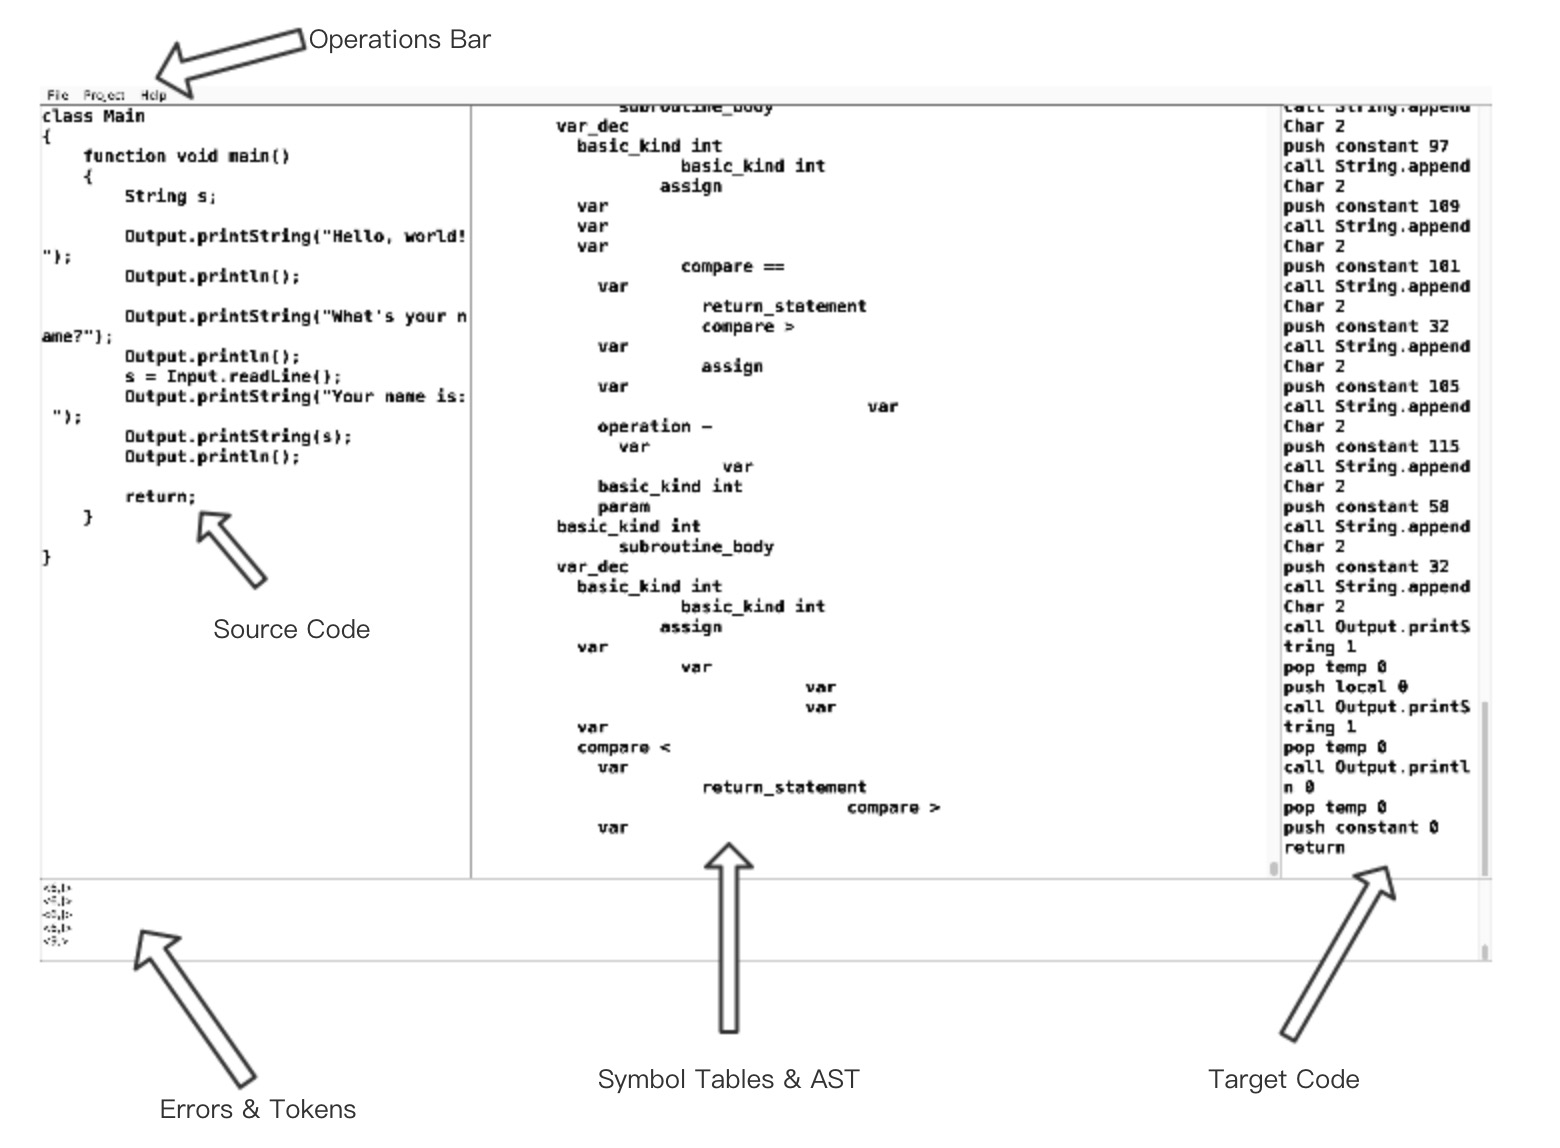 Operations Bar
File Project Help
class Main
{
function void main()
{
String s;
Output.printString("Hello, world!
");
Output.println();
Output.printString("What's your n
ame?");
Output.println();
s = Input.readLine();
Output.printString("Your name is:
");
Output.printString(s);
Output.println();
return;
}
}
Source Code
subroutine_body
var_dec
basic_kind int
basic_kind int
assign
var
var
var
compare ==
var
return_statement
compare >
var
assign
var
var
operation -
var
var
basic_kind int
param
basic_kind int
subroutine_body
var_dec
basic_kind int
basic_kind int
assign
var
var
var
var
var
compare <
var
return_statement
compare >
var
call String.append
Char 2
push constant 97
call String.append
Char 2
push constant 109
call String.append
Char 2
push constant 101
call String.append
Char 2
push constant 32
call String.append
Char 2
push constant 105
call String.append
Char 2
push constant 115
call String.append
Char 2
push constant 58
call String.append
Char 2
push constant 32
call String.append
Char 2
call Output.printS
tring 1
pop temp 0
push local 0
call Output.printS
tring 1
pop temp 0
call Output.printl
n 0
pop temp 0
push constant 0
return
Errors & Tokens
Symbol Tables & AST
Target Code